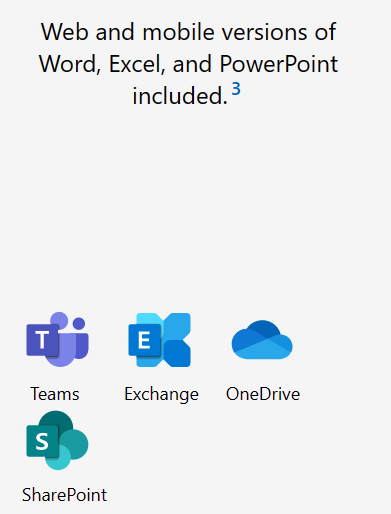 Web and mobile versions of
Word, Excel, and PowerPoint
included.3
T
E
Teams
Exchange
OneDrive
S
SharePoint